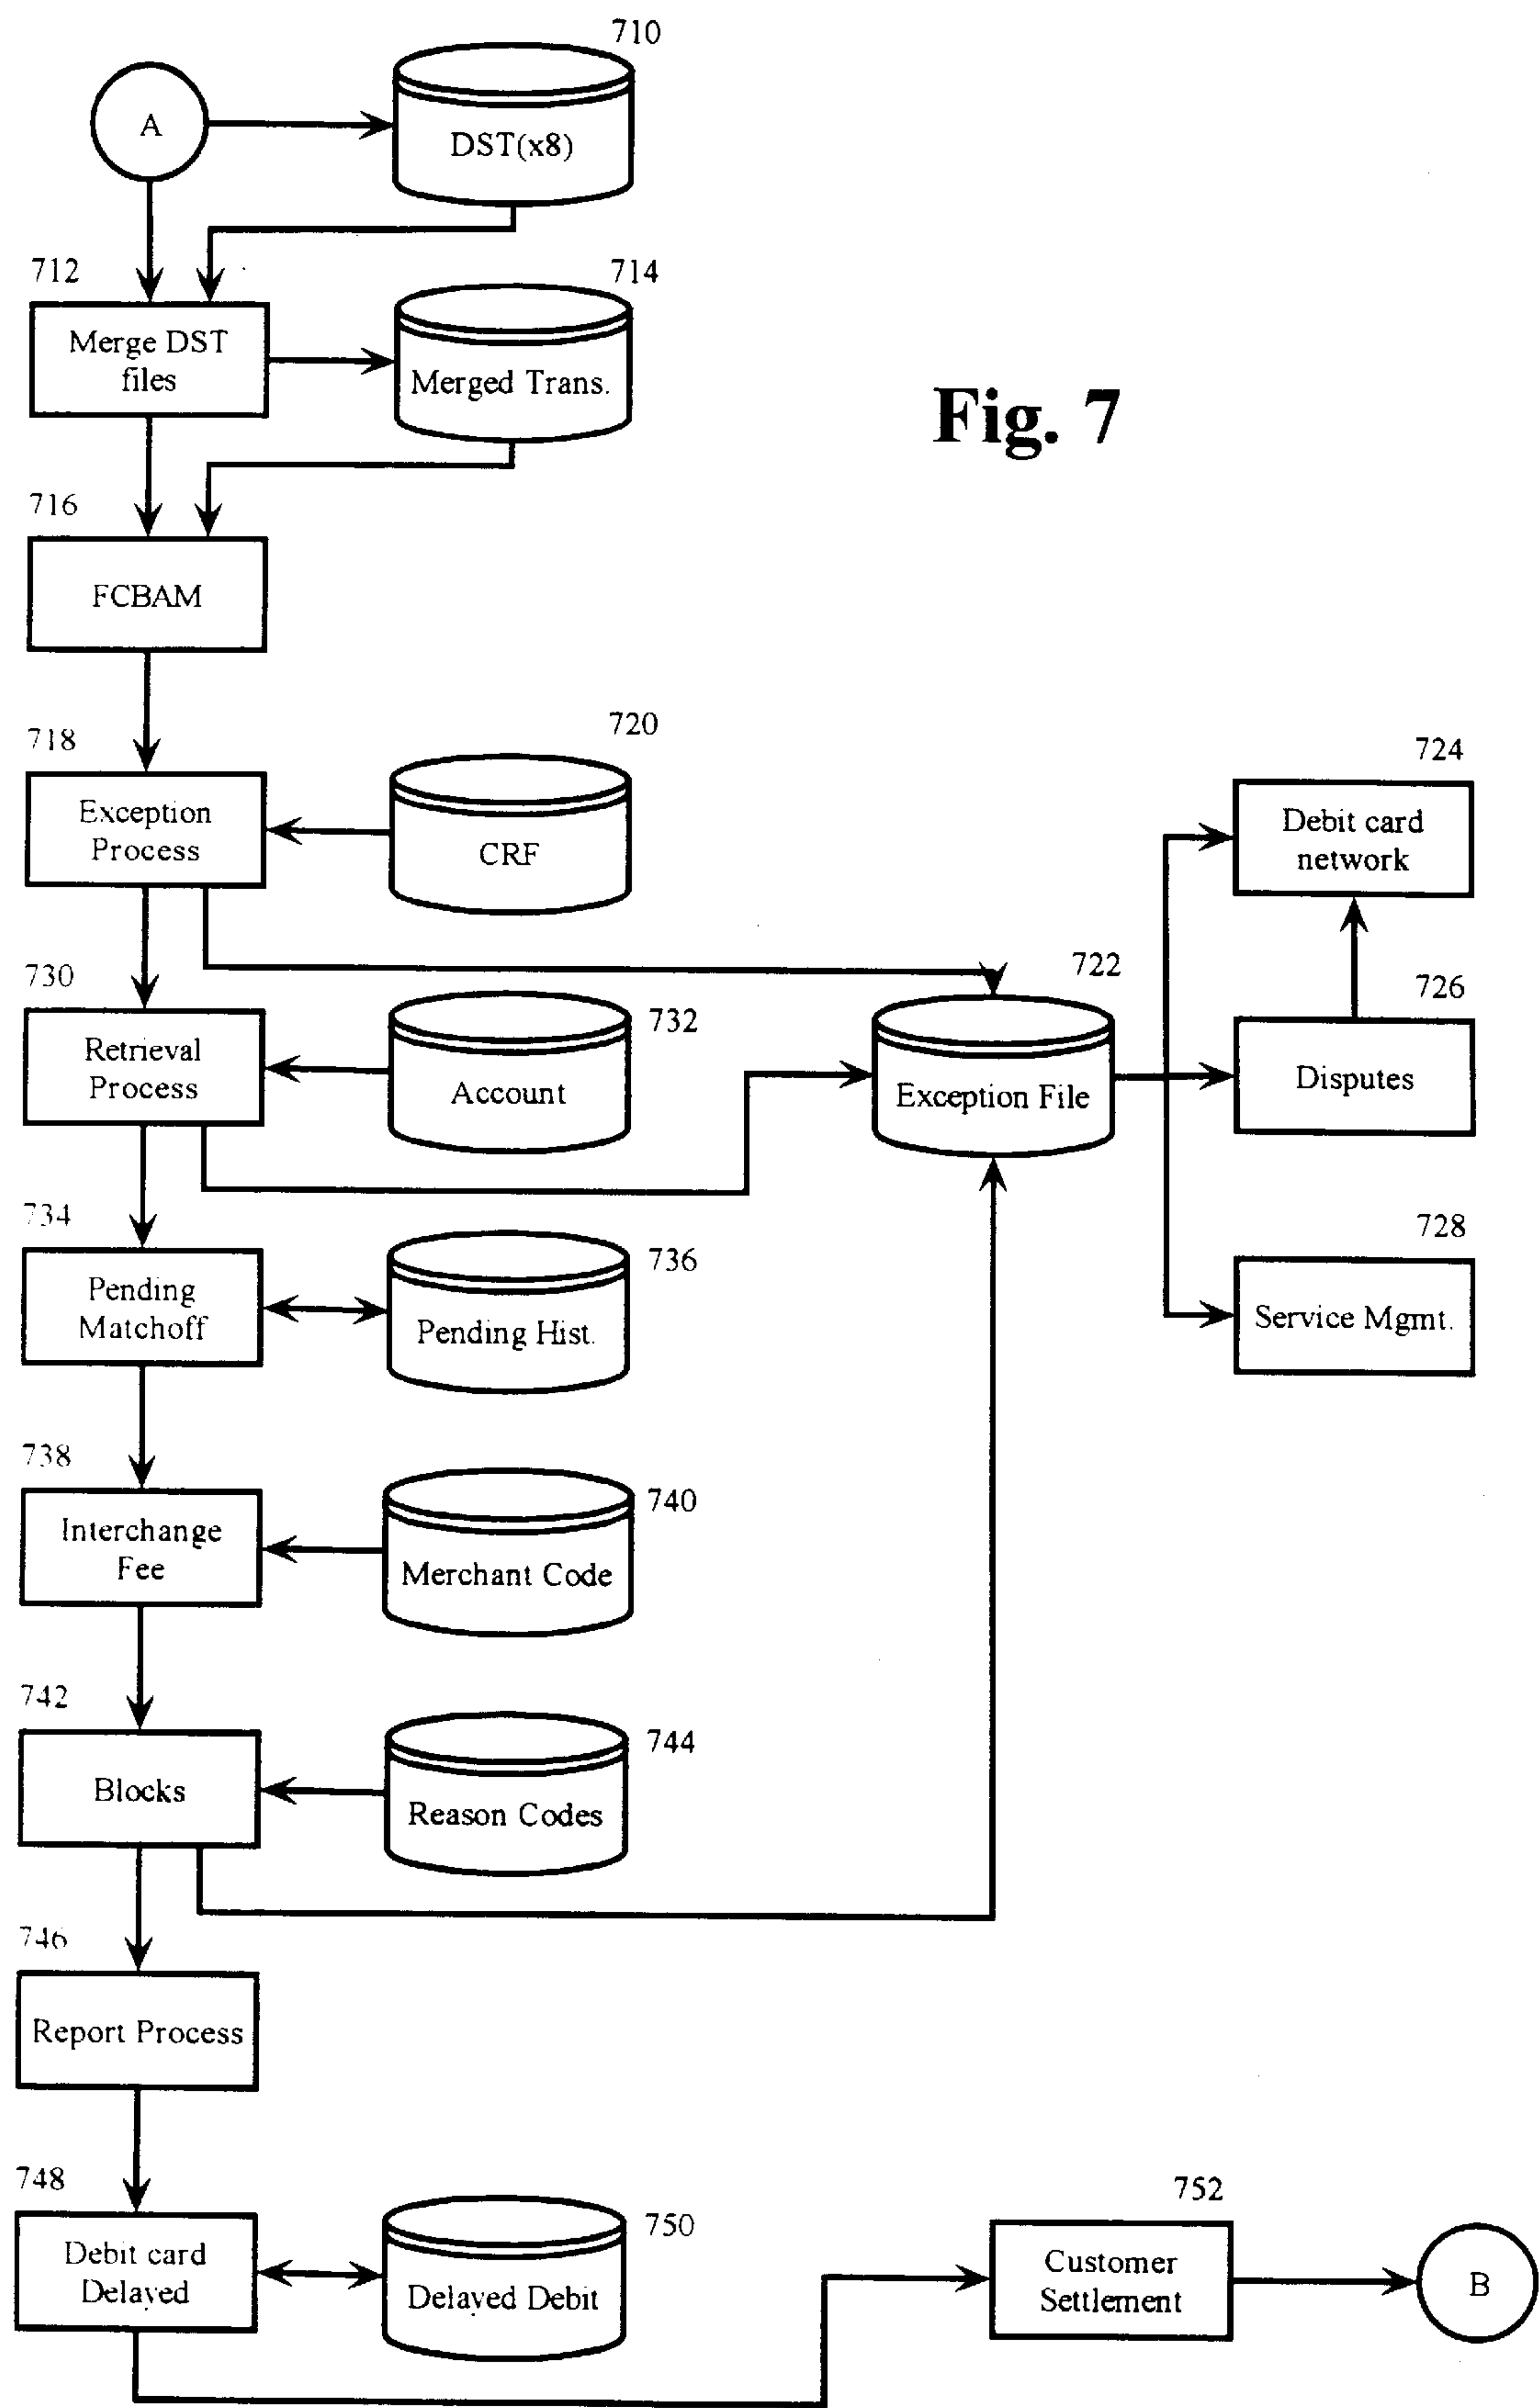 710
A
DST(x8)
712
714
Merge DST
files
Merged Trans.
Fig. 7
716
FCBAM
718
720
724
Exception
Process
CRF
Debit card
network
730
732
722
726
Retrieval
Process
Account
Exception File
Disputes
734
736
728
Pending
Matchoff
Pending Hist.
Service Mgmt.
738
740
Interchange
Fee
Merchant Code
742
744
Blocks
Reason Codes
746
Report Process
748
750
752
Debit card
Delayed
Delayed Debit
Customer
Settlement
B